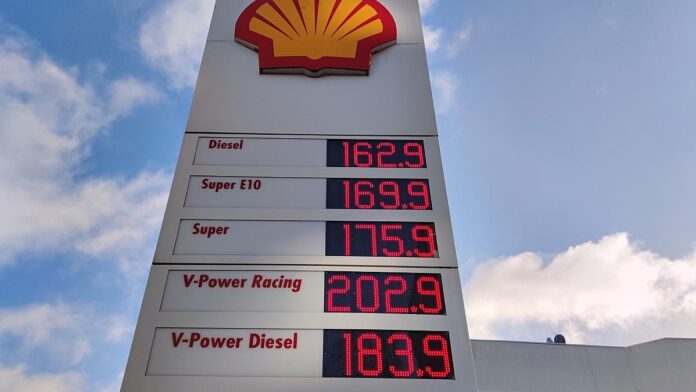 Diesel 162.9
Super E10 169.9
Super 175.9
V-Power Racing 202.9
V-Power Diesel 183.9